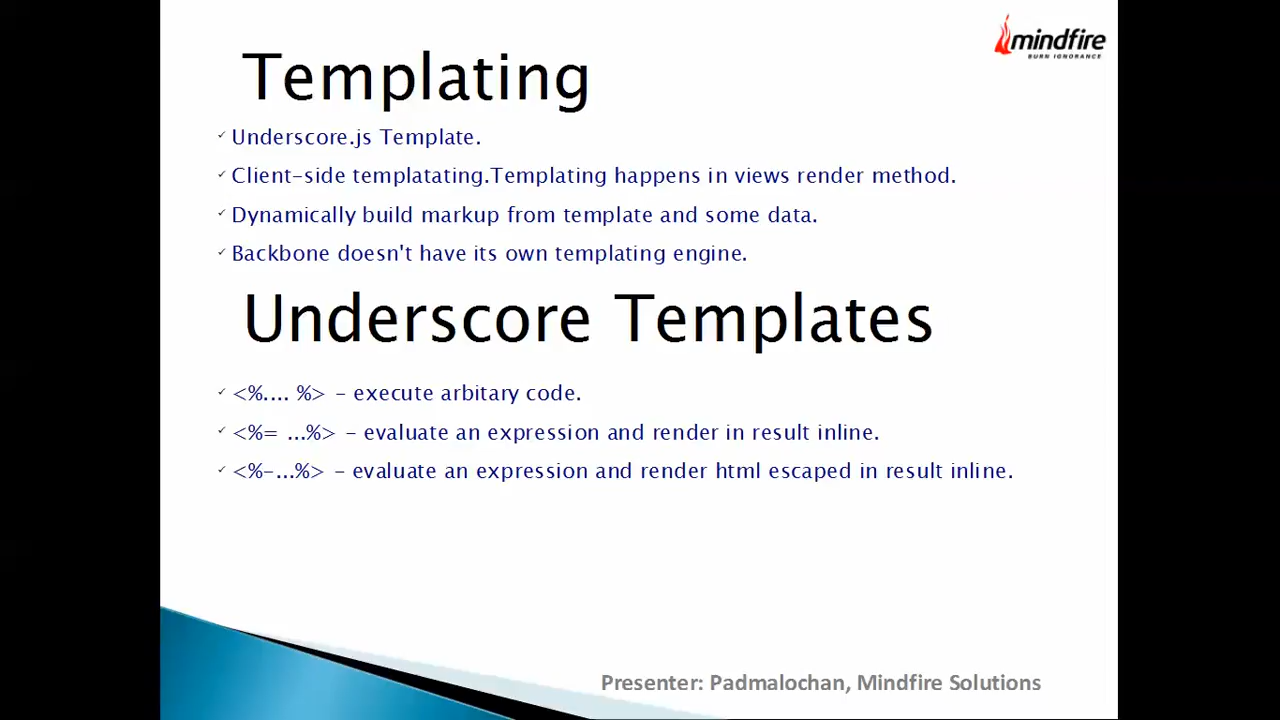 mindfire
BURN IGNORANCE
Templating
✓ Underscore.js Template.
✓ Client-side templatating.Templating happens in views render method.
✓ Dynamically build markup from template and some data.
✓ Backbone doesn't have its own templating engine.
Underscore Templates
✓ <%.... %> - execute arbitary code.
✓ <%= ...%> - evaluate an expression and render in result inline.
✓ <%-...%> - evaluate an expression and render html escaped in result inline.
Presenter: Padmalochan, Mindfire Solutions